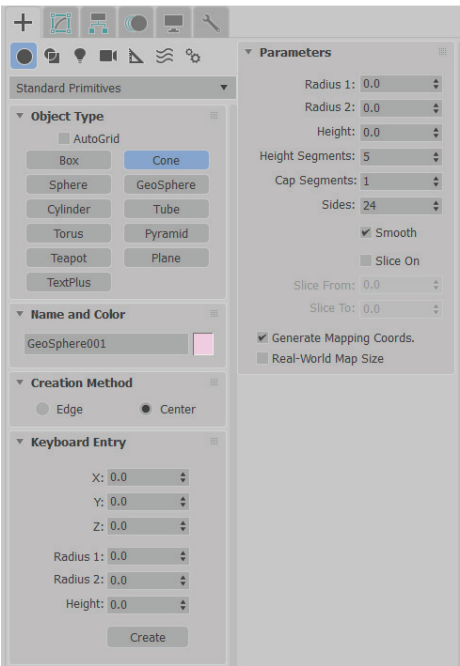 Standard Primitives
Object Type
AutoGrid
Box Cone
Sphere GeoSphere
Cylinder Tube
Torus Pyramid
Teapot Plane
TextPlus
Name and Color
GeoSphere001
Creation Method
Edge Center
Keyboard Entry
X: 0.0
Y: 0.0
Z: 0.0
Radius 1: 0.0
Radius 2: 0.0
Height: 0.0
Create
Parameters
Radius 1: 0.0
Radius 2: 0.0
Height: 0.0
Height Segments: 5
Cap Segments: 1
Sides: 24
Smooth
Slice On
Slice From: 0.0
Slice To: 0.0
Generate Mapping Coords.
Real-World Map Size